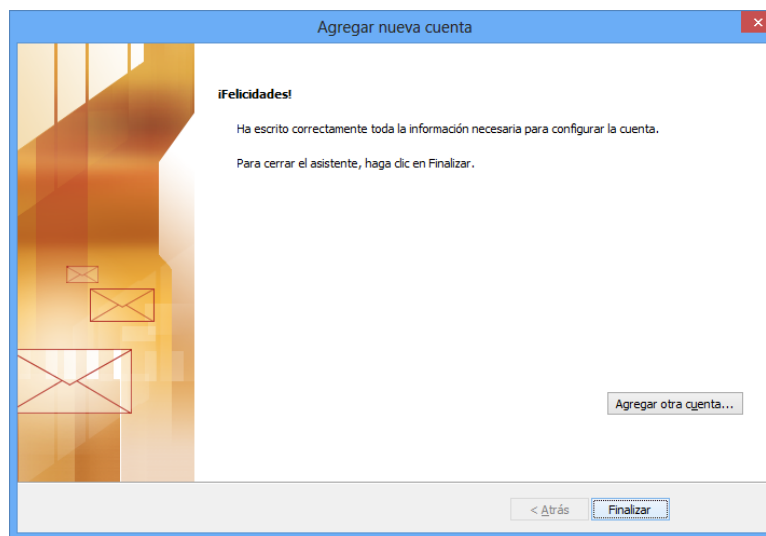 Agregar nueva cuenta
¡Felicidades!
Ha escrito correctamente toda la información necesaria para configurar la cuenta.
Para cerrar el asistente, haga clic en Finalizar.
Agregar otra cuenta...
< Atrás Finalizar